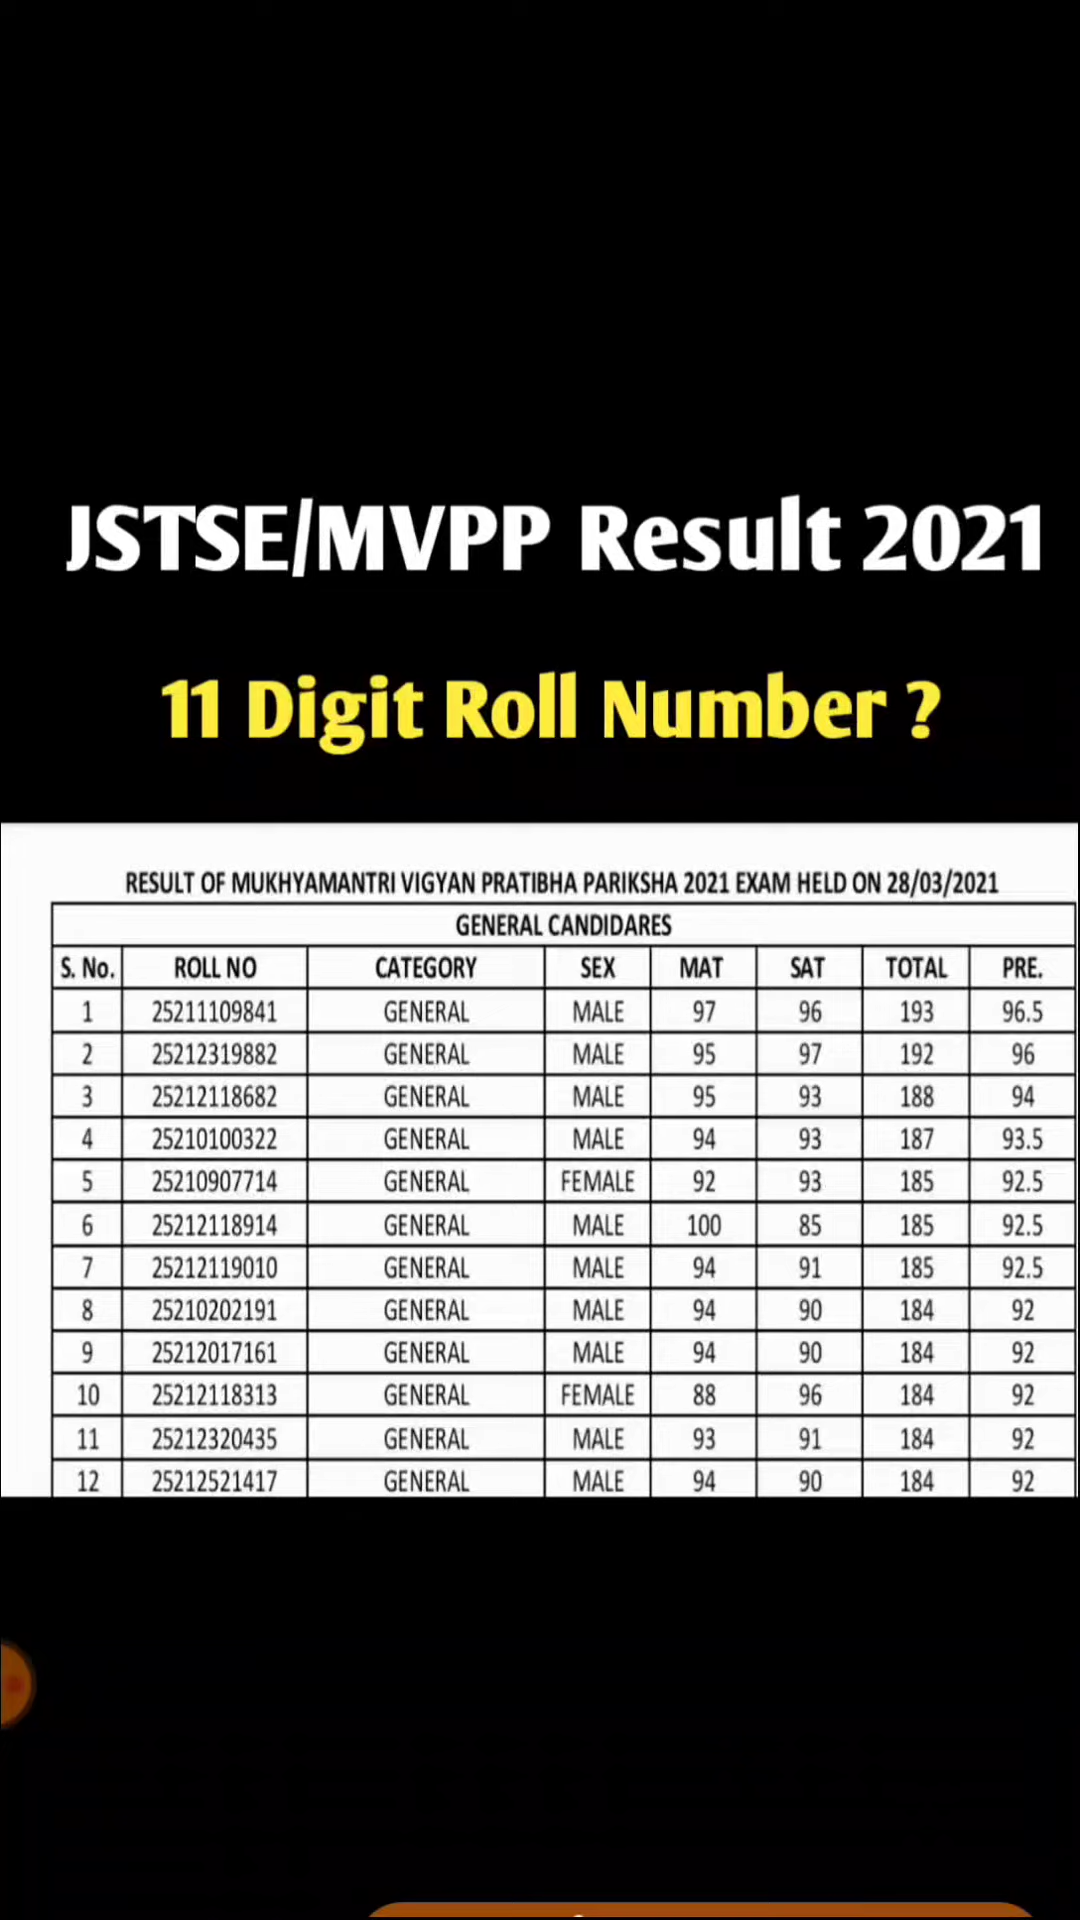 JSTSE/MVPP Result 2021
11 Digit Roll Number ?
RESULT OF MUKHYAMANTRI VIGYAN PRATIBHA PARIKSHA 2021 EXAM HELD ON 28/03/2021
GENERAL CANDIDARES
S. No. ROLL NO CATEGORY SEX MAT SAT TOTAL PRE.
1 25211109841 GENERAL MALE 97 96 193 96.5
2 25212319882 GENERAL MALE 95 97 192 96
3 25212118682 GENERAL MALE 95 93 188 94
4 25210100322 GENERAL MALE 94 93 187 93.5
5 25210907714 GENERAL FEMALE 92 93 185 92.5
6 25212118914 GENERAL MALE 100 85 185 92.5
7 25212119010 GENERAL MALE 94 91 185 92.5
8 25210202191 GENERAL MALE 94 90 184 92
9 25212017161 GENERAL MALE 94 90 184 92
10 25212118313 GENERAL FEMALE 88 96 184 92
11 25212320435 GENERAL MALE 93 91 184 92
12 25212521417 GENERAL MALE 94 90 184 92